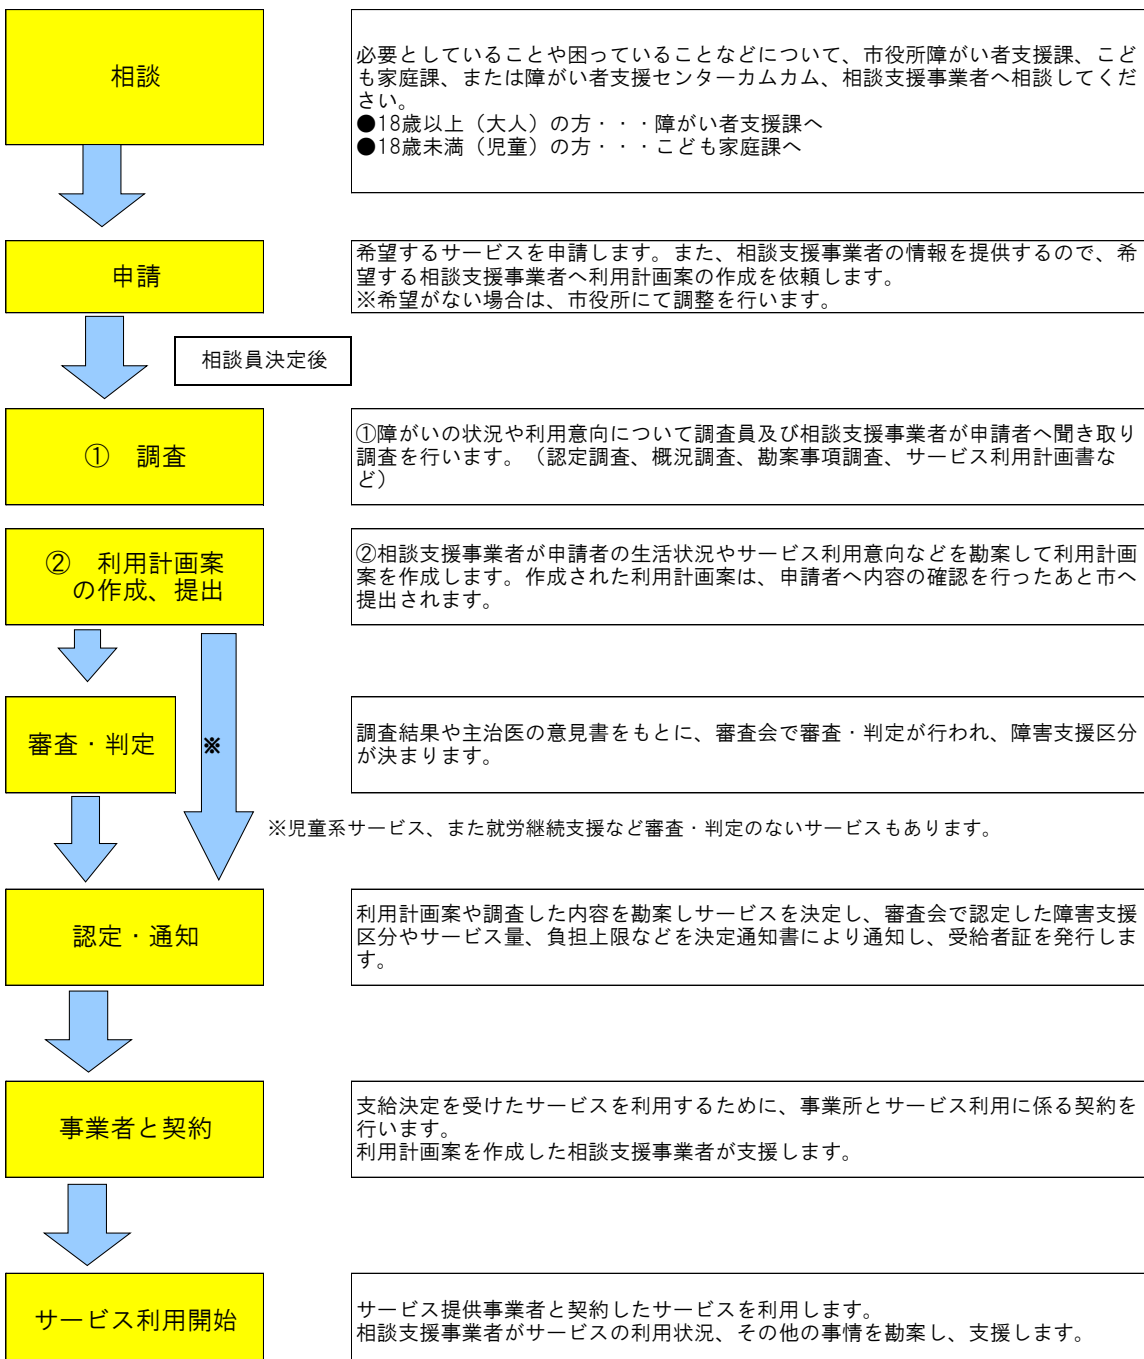 相談
必要としていることや困っていることなどについて、市役所障がい者支援課、こど
も家庭課、または障がい者支援センターカムカム、相談支援事業者へ相談してくだ
さい。
●18歳以上（大人）の方・・・障がい者支援課へ
●18歳未満（児童）の方・・・こども家庭課へ
申請
希望するサービスを申請します。また、相談支援事業者の情報を提供するので、希
望する相談支援事業者へ利用計画案の作成を依頼します。
※希望がない場合は、市役所にて調整を行います。
相談員決定後
①　調査
①障がいの状況や利用意向について調査員及び相談支援事業者が申請者へ聞き取り
調査を行います。（認定調査、概況調査、勘案事項調査、サービス利用計画書な
ど）
②　利用計画案
の作成、提出
②相談支援事業者が申請者の生活状況やサービス利用意向などを勘案して利用計画
案を作成します。作成された利用計画案は、申請者へ内容の確認を行ったあと市へ
提出されます。
審査・判定
※
調査結果や主治医の意見書をもとに、審査会で審査・判定が行われ、障害支援区分
が決まります。
※児童系サービス、また就労継続支援など審査・判定のないサービスもあります。
認定・通知
利用計画案や調査した内容を勘案しサービスを決定し、審査会で認定した障害支援
区分やサービス量、負担上限などを決定通知書により通知し、受給者証を発行しま
す。
事業者と契約
支給決定を受けたサービスを利用するために、事業所とサービス利用に係る契約を
行います。
利用計画案を作成した相談支援事業者が支援します。
サービス利用開始
サービス提供事業者と契約したサービスを利用します。
相談支援事業者がサービスの利用状況、その他の事情を勘案し、支援します。